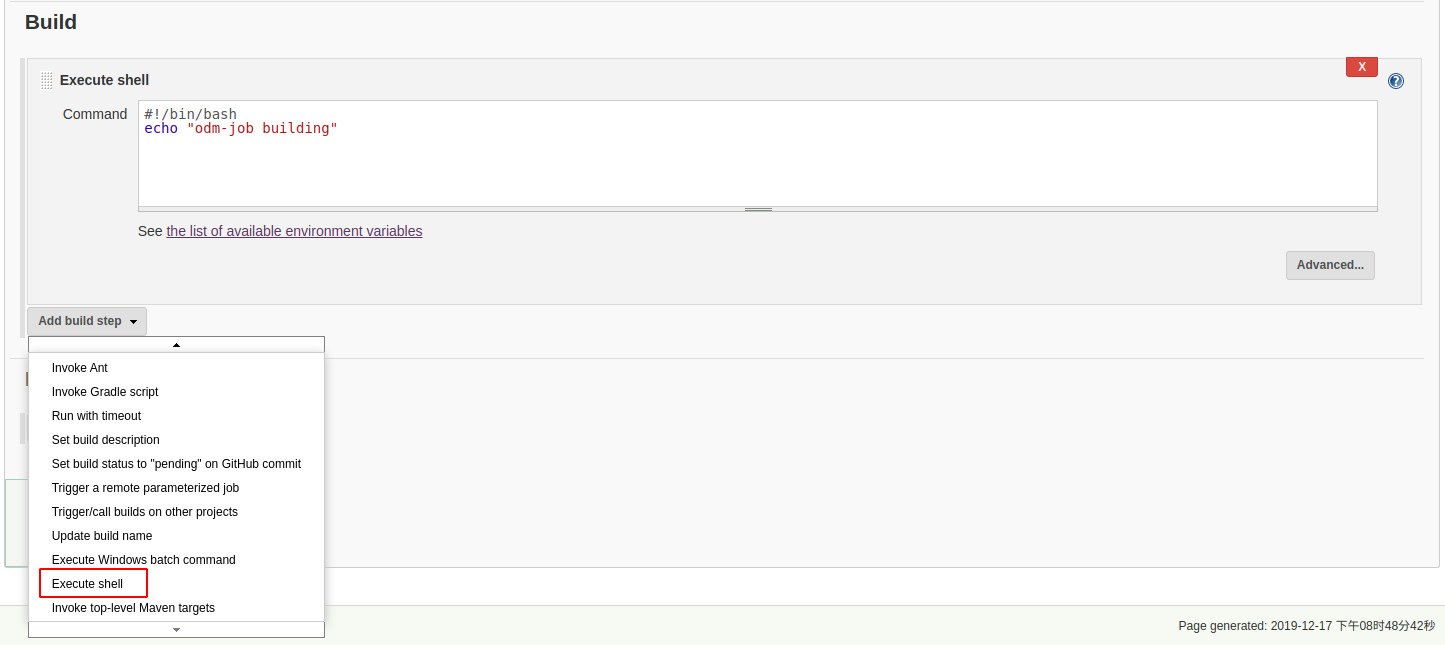 Build
Execute shell
X
?
Command
#!/bin/bash
echo "odm-job building"
See the list of available environment variables
Advanced...
Add build step
Invoke Ant
Invoke Gradle script
Run with timeout
Set build description
Set build status to "pending" on GitHub commit
Trigger a remote parameterized job
Trigger/call builds on other projects
Update build name
Execute Windows batch command
Execute shell
Invoke top-level Maven targets
Page generated: 2019-12-17 下午08时48分42秒